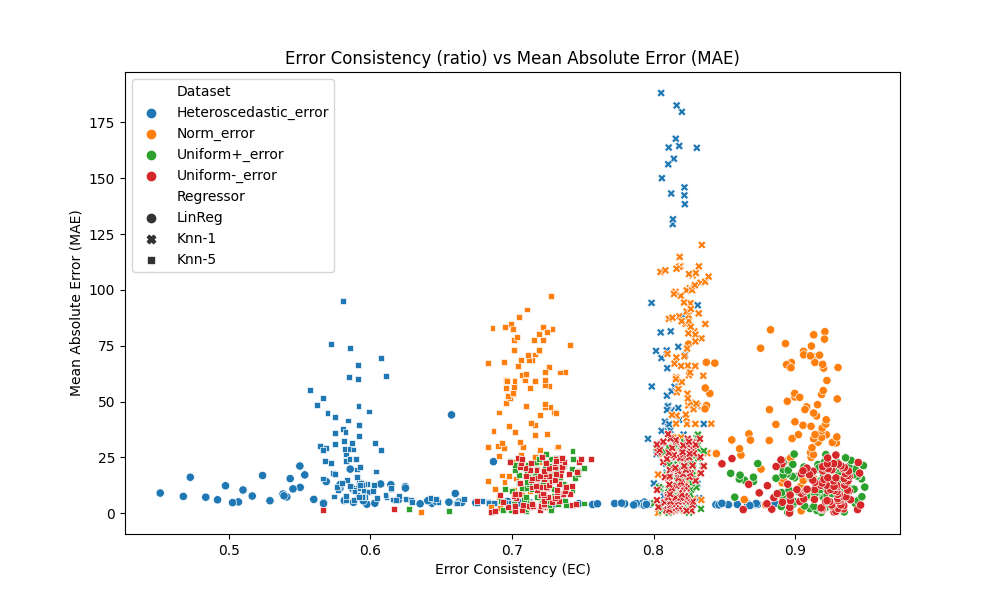 Error Consistency (ratio) vs Mean Absolute Error (MAE)
Dataset
Heteroscedastic_error
Norm_error
Uniform+_error
Uniform-_error
Regressor
LinReg
Knn-1
Knn-5
Mean Absolute Error (MAE)
175
150
125
100
75
50
25
0
0.5 0.6 0.7 0.8 0.9
Error Consistency (EC)